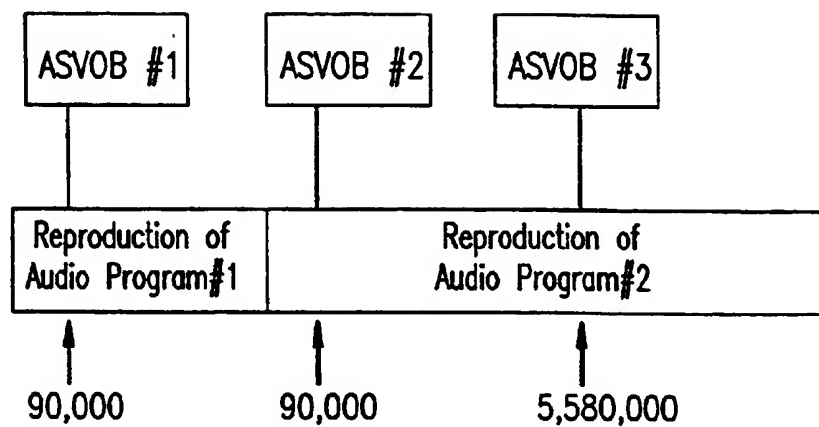 ASVOB #1
ASVOB #2
ASVOB #3
Reproduction of
Audio Program#1
Reproduction of
Audio Program#2
90,000
90,000
5,580,000